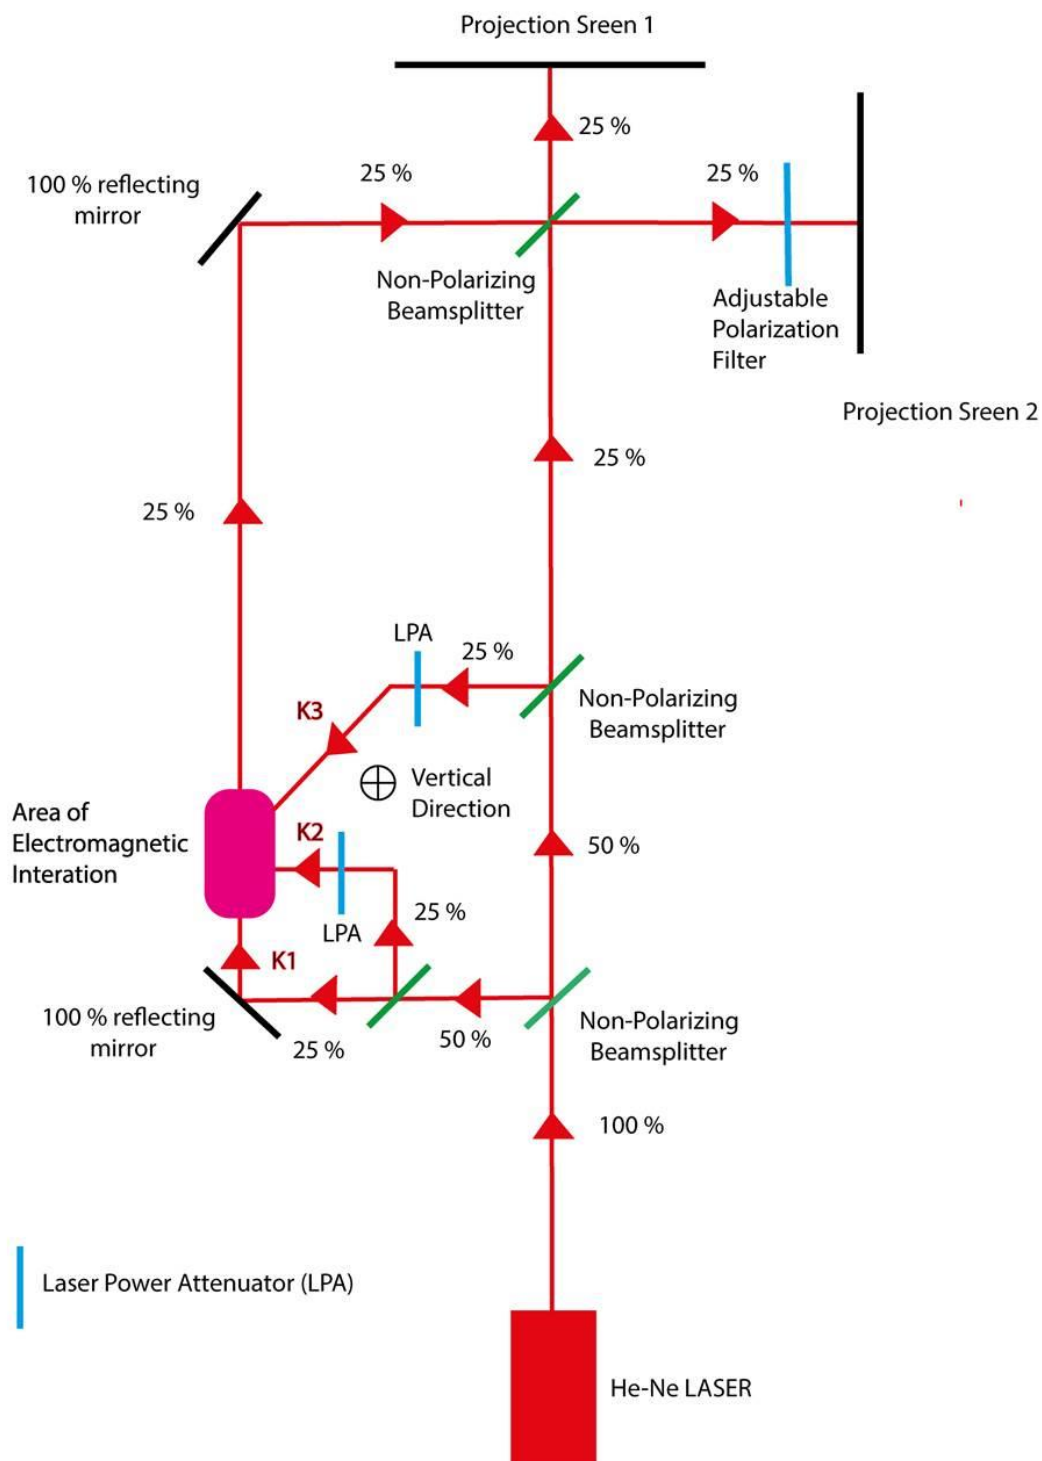 Projection Sreen 1
25 %
100 % reflecting
mirror
25 %
25 %
Non-Polarizing
Beamsplitter
Adjustable
Polarization
Filter
Projection Sreen 2
25 %
25 %
LPA
25 %
K3
Non-Polarizing
Beamsplitter
Vertical
Direction
Area of
Electromagnetic
Interation
K2
50 %
25 %
LPA
K1
100 % reflecting
mirror
25 %
50 %
Non-Polarizing
Beamsplitter
100 %
Laser Power Attenuator (LPA)
He-Ne LASER